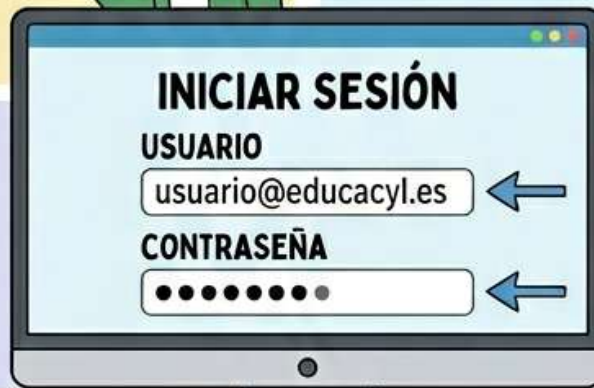 INICIAR SESIÓN
USUARIO
usuario@educacyl.es
CONTRASEÑA
●●●●●●●●